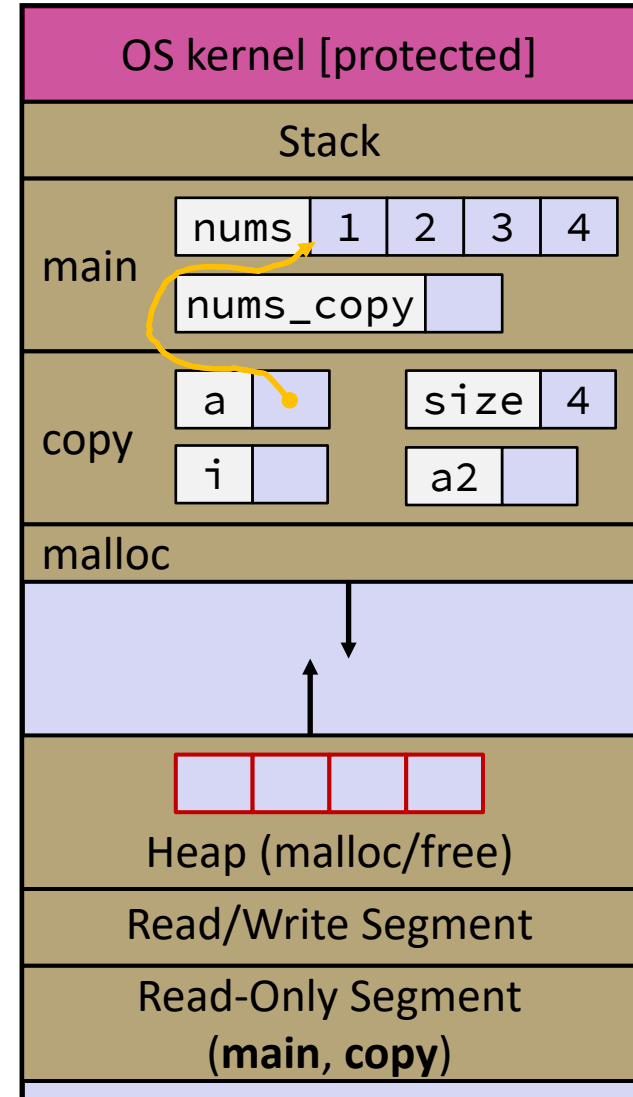 OS kernel [protected]
Stack
main
nums 1 2 3 4
nums_copy
copy
a size 4
i a2
malloc
Heap (malloc/free)
Read/Write Segment
Read-Only Segment
(main, copy)